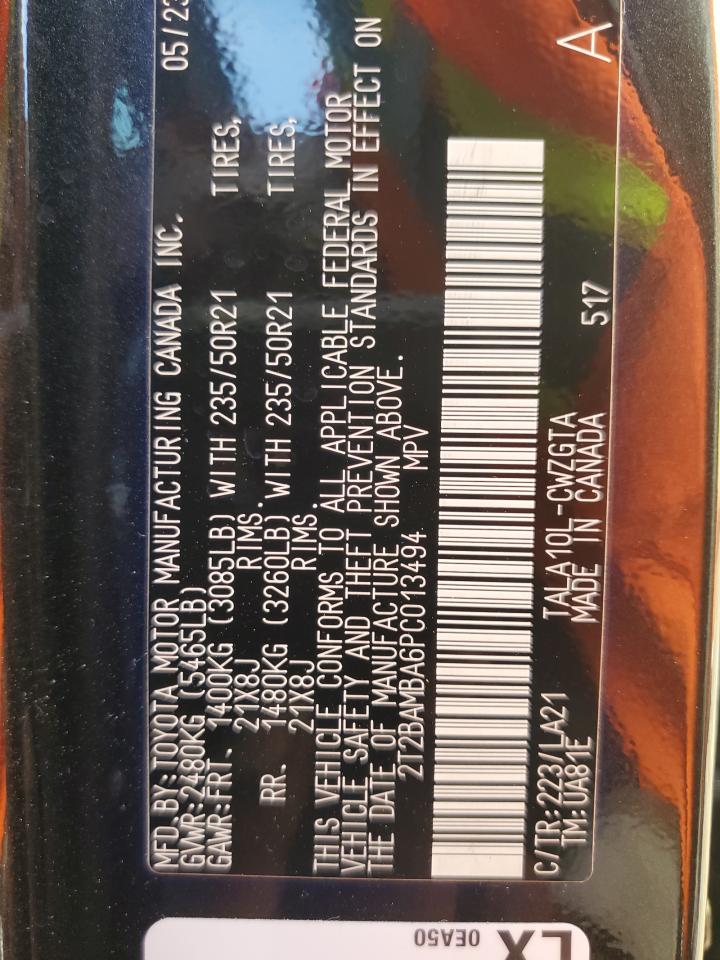 MFD. BY: TOYOTA MOTOR MANUFACTURING CANADA INC. 05/23
GVWR: 2480KG (5465LB)
GAWR: FRT. 1400KG (3085LB) WITH 235/50R21 TIRES,
21X8J RIMS.
RR. 1480KG (3260LB) WITH 235/50R21 TIRES,
21X8J RIMS.
THIS VEHICLE CONFORMS TO ALL APPLICABLE FEDERAL MOTOR
VEHICLE SAFETY AND THEFT PREVENTION STANDARDS IN EFFECT ON
THE DATE OF MANUFACTURE SHOWN ABOVE.
2T2BAMBA6PC013494 MPV
C/TR: 223/LA21 TALA10L-CWZGTA 517 A
TM: UA81E MADE IN CANADA
0EA50
LX